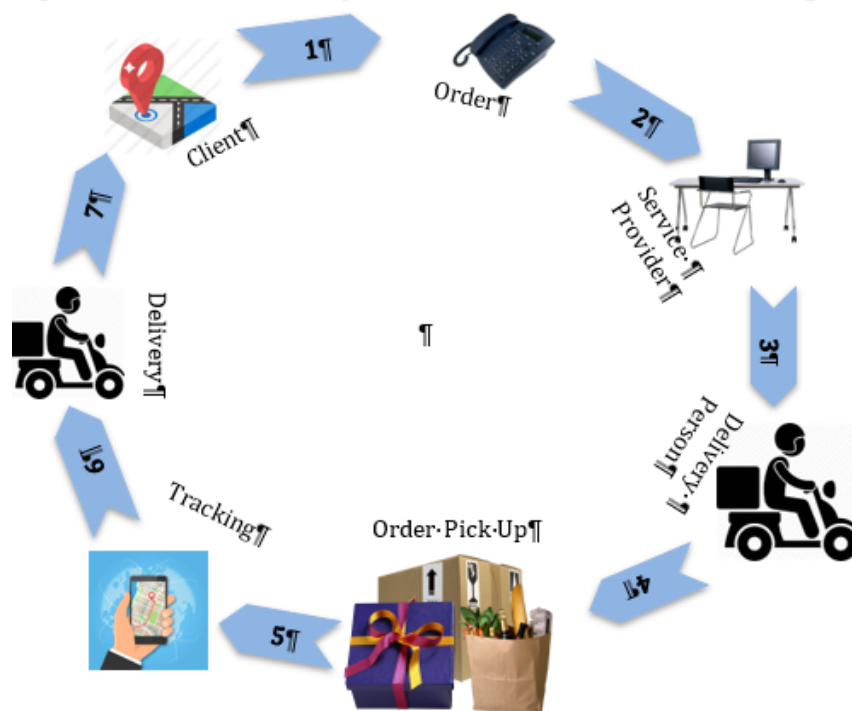 1¶
Order¶
2¶
Service·¶
Provider¶
3¶
Delivery·¶
Person¶
4¶
Order·Pick·Up¶
5¶
Tracking¶
6¶
Delivery¶
7¶
Client¶
¶